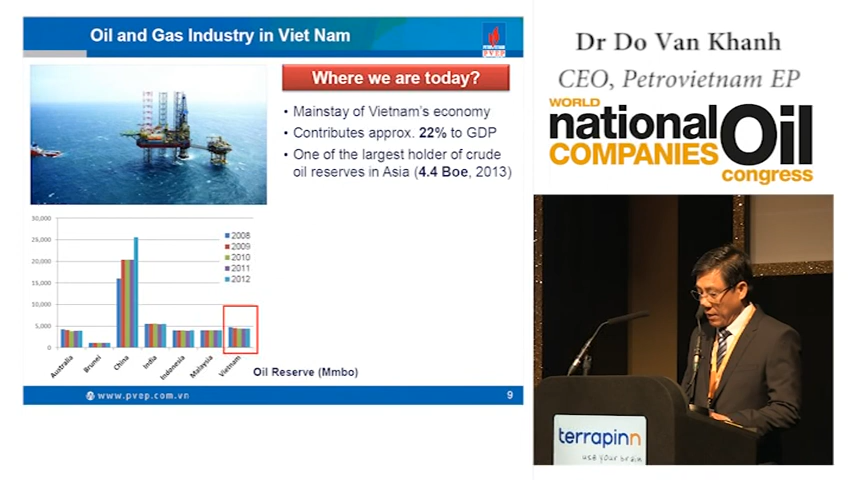 Oil and Gas Industry in Viet Nam
PETROVIETNAM
PVEP
Where we are today?
• Mainstay of Vietnam's economy
• Contributes approx. 22% to GDP
• One of the largest holder of crude
oil reserves in Asia (4.4 Boe, 2013)
30,000
25,000
20,000
15,000
10,000
5,000
0
2008
2009
2010
2011
2012
Australia
Brunei
China
India
Indonesia
Malaysia
Vietnam
Oil Reserve (Mmbo)
www.pvep.com.vn
9
Dr Do Van Khanh
CEO, Petrovietnam EP
WORLD
national Oil
COMPANIES
congress
terrapinn
use your brain